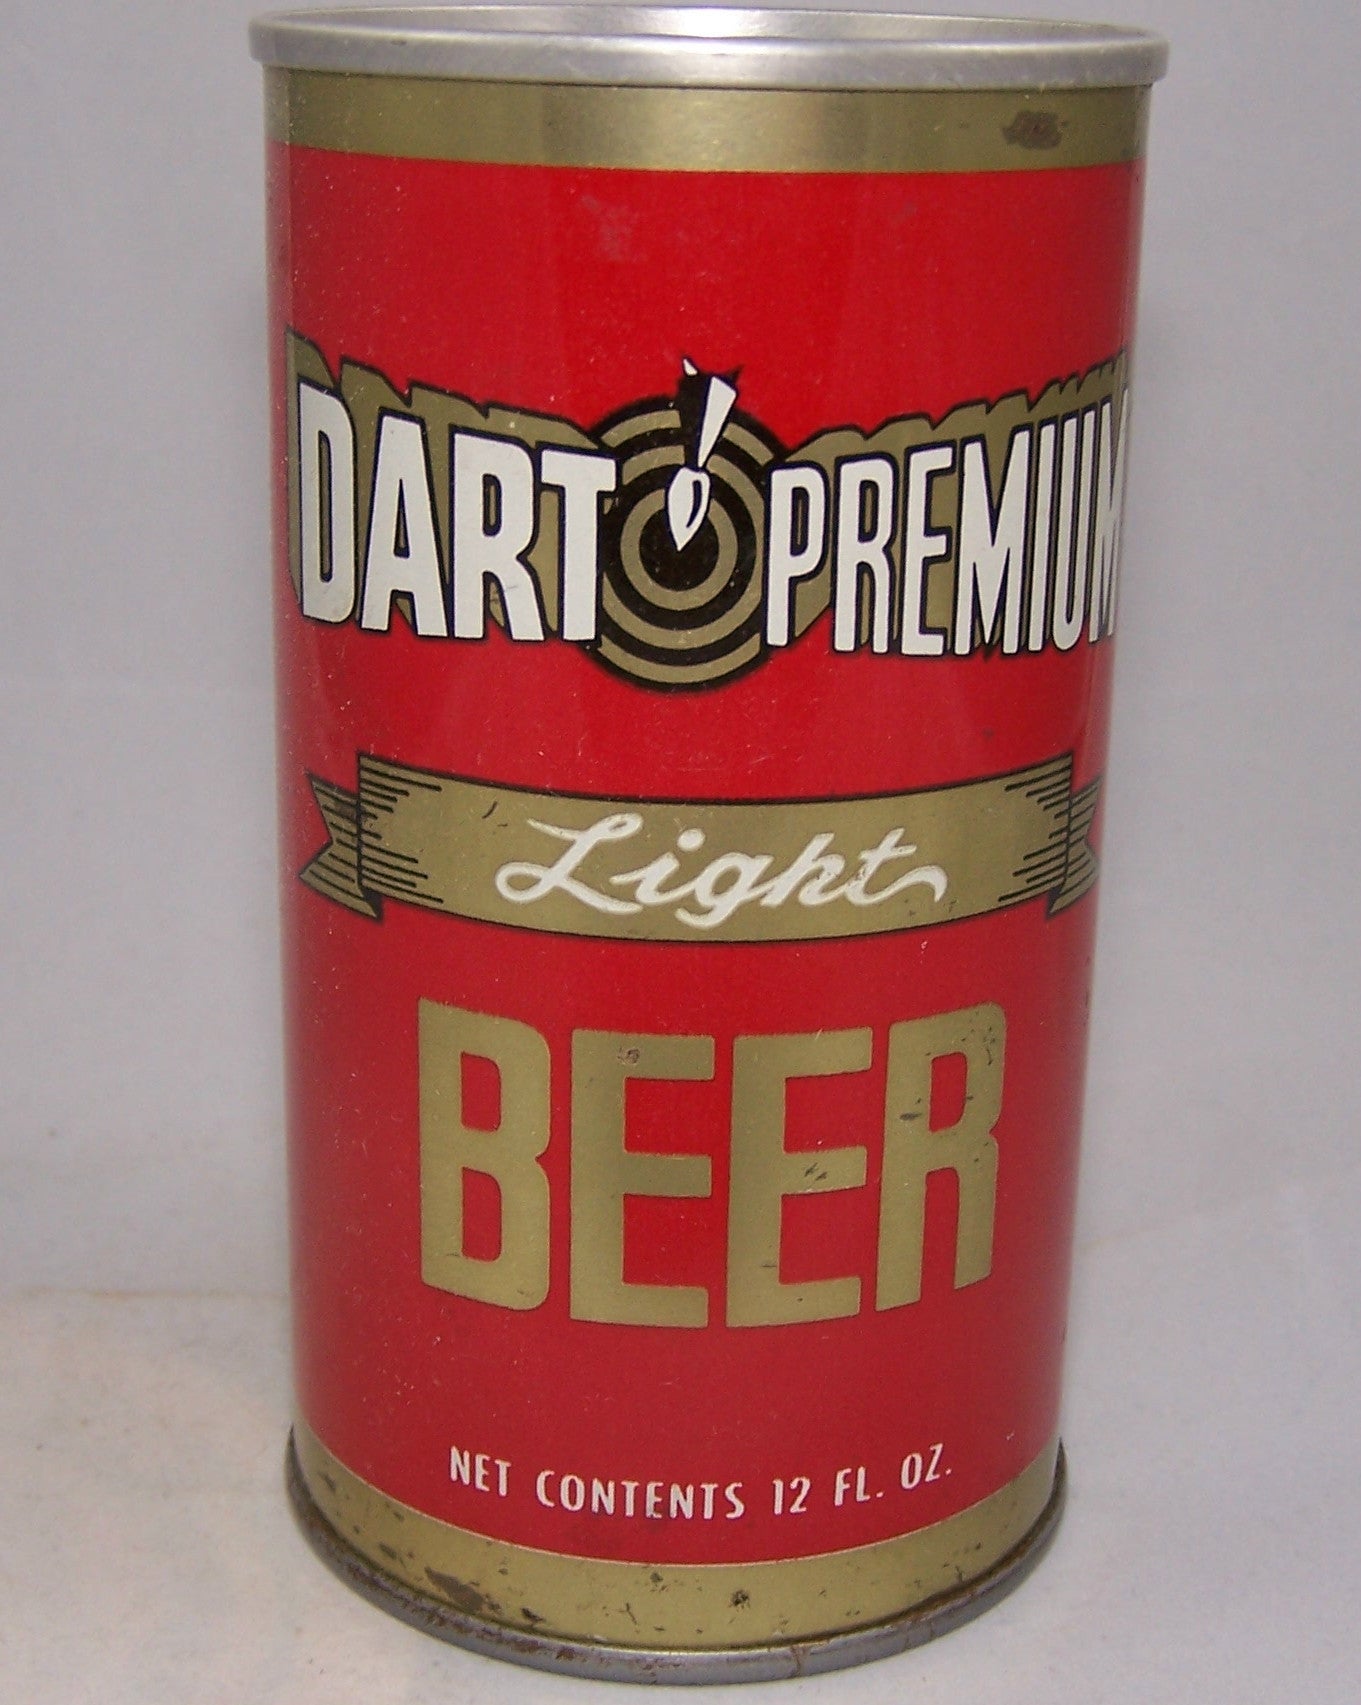 DART PREMIUM
Light
BEER
NET CONTENTS 12 FL. OZ.